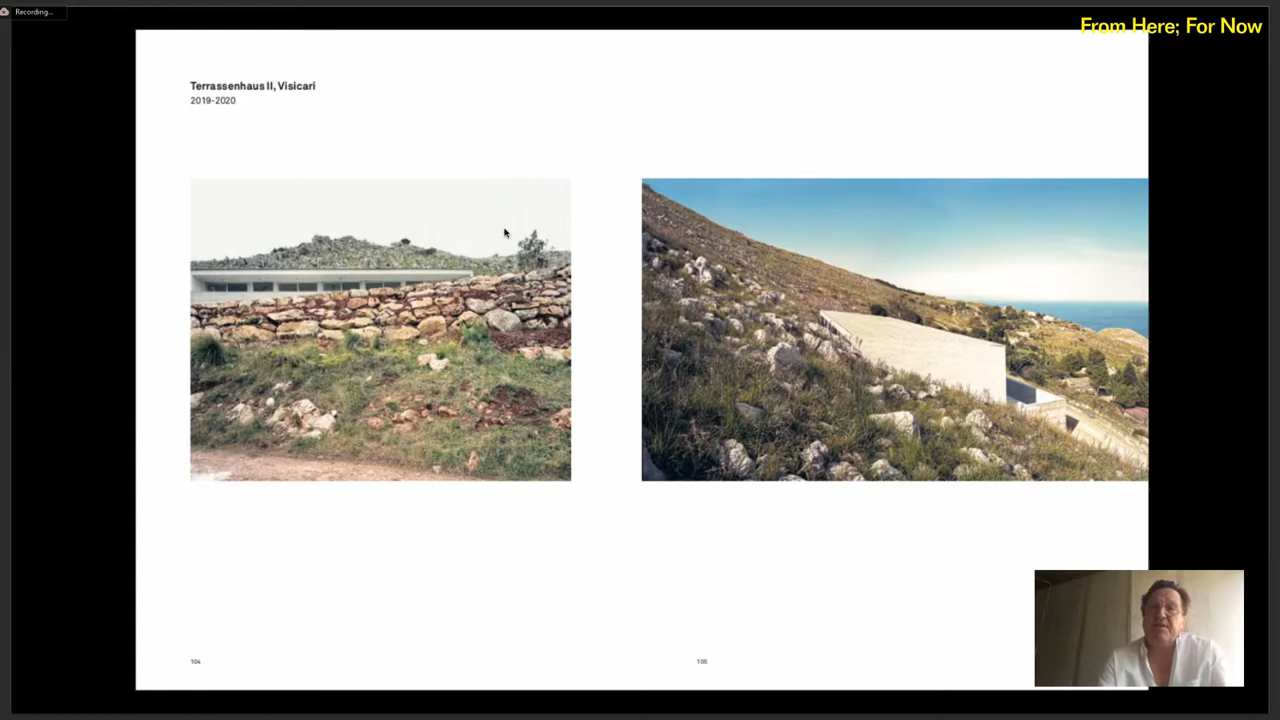 Recording...
From Here; For Now
Terrassenhaus II, Visicari
2019-2020
104
105